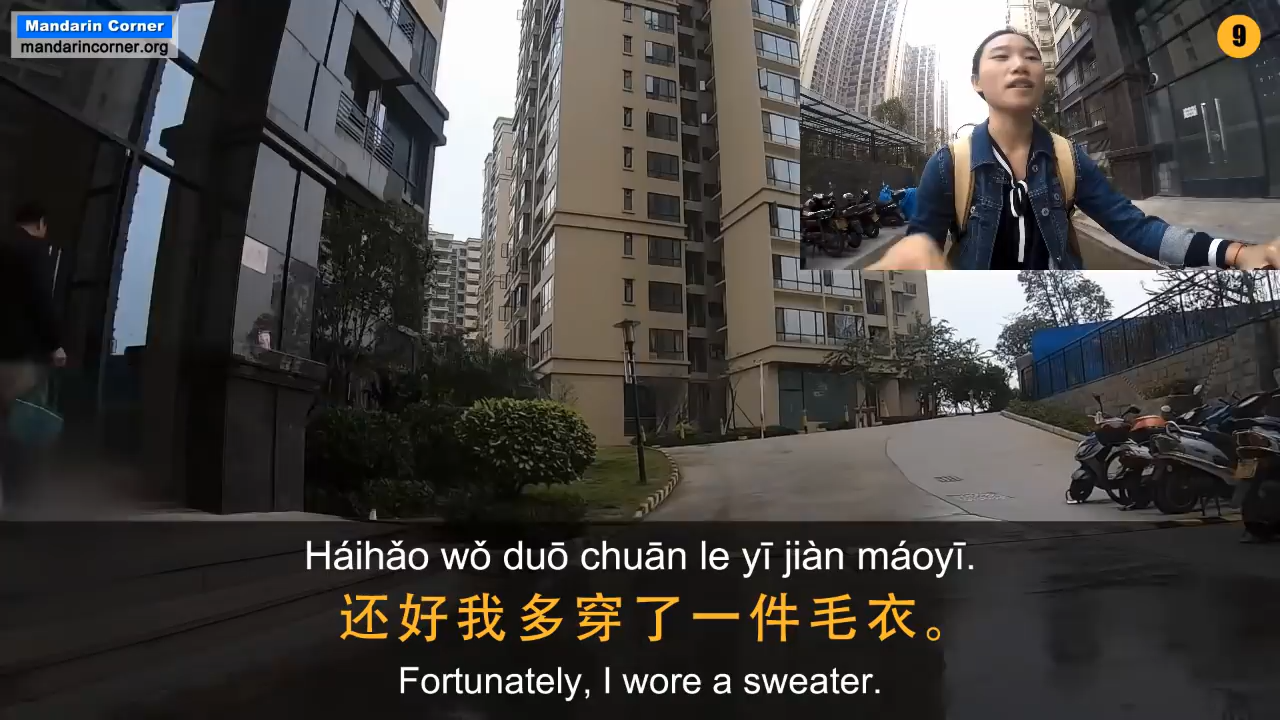 Mandarin Corner
mandarincorner.org
9
Háihǎo wǒ duō chuān le yī jiàn máoyī.
还好我多穿了一件毛衣。
Fortunately, I wore a sweater.